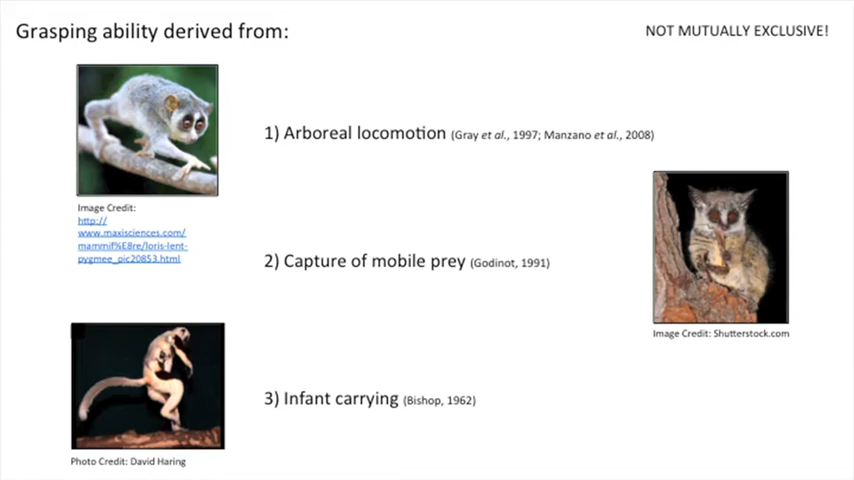 Grasping ability derived from:
NOT MUTUALLY EXCLUSIVE!
1) Arboreal locomotion (Gray et al., 1997; Manzano et al., 2008)
Image Credit:
http://
www.maxisciences.com/
mammif%E8re/loris-lent-
pygmee_pic20853.html
2) Capture of mobile prey (Godinot, 1991)
Image Credit: Shutterstock.com
3) Infant carrying (Bishop, 1962)
Photo Credit: David Haring